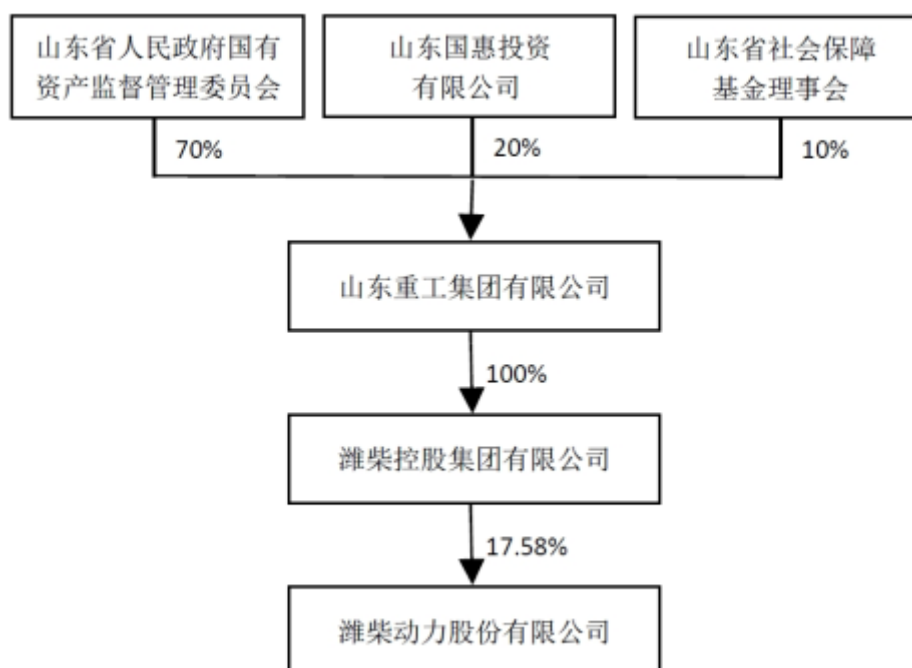 山东省人民政府国有
资产监督管理委员会
山东国惠投资
有限公司
山东省社会保障
基金理事会
70%
20%
10%
山东重工集团有限公司
100%
潍柴控股集团有限公司
17.58%
潍柴动力股份有限公司